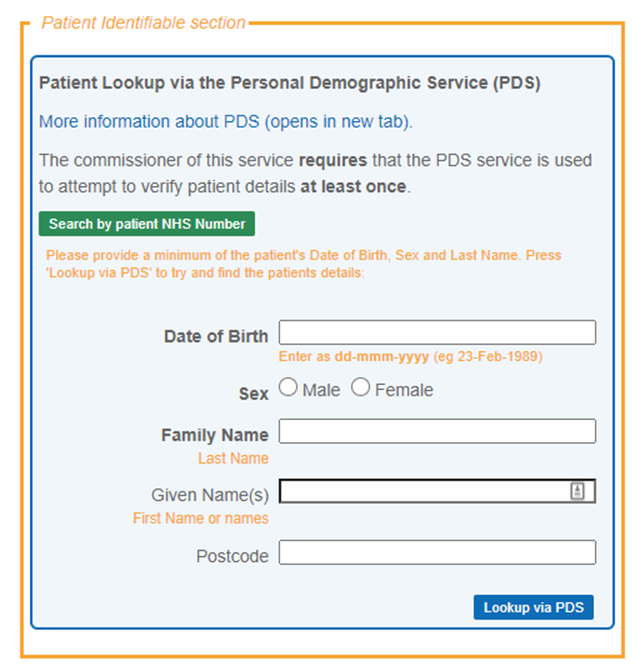 Patient Identifiable section
Patient Lookup via the Personal Demographic Service (PDS)
More information about PDS (opens in new tab).
The commissioner of this service requires that the PDS service is used
to attempt to verify patient details at least once.
Search by patient NHS Number
Please provide a minimum of the patient's Date of Birth, Sex and Last Name. Press
'Lookup via PDS' to try and find the patients details:
Date of Birth
Enter as dd-mmm-yyyy (eg 23-Feb-1989)
Sex Male Female
Family Name
Last Name
Given Name(s)
First Name or names
Postcode
Lookup via PDS